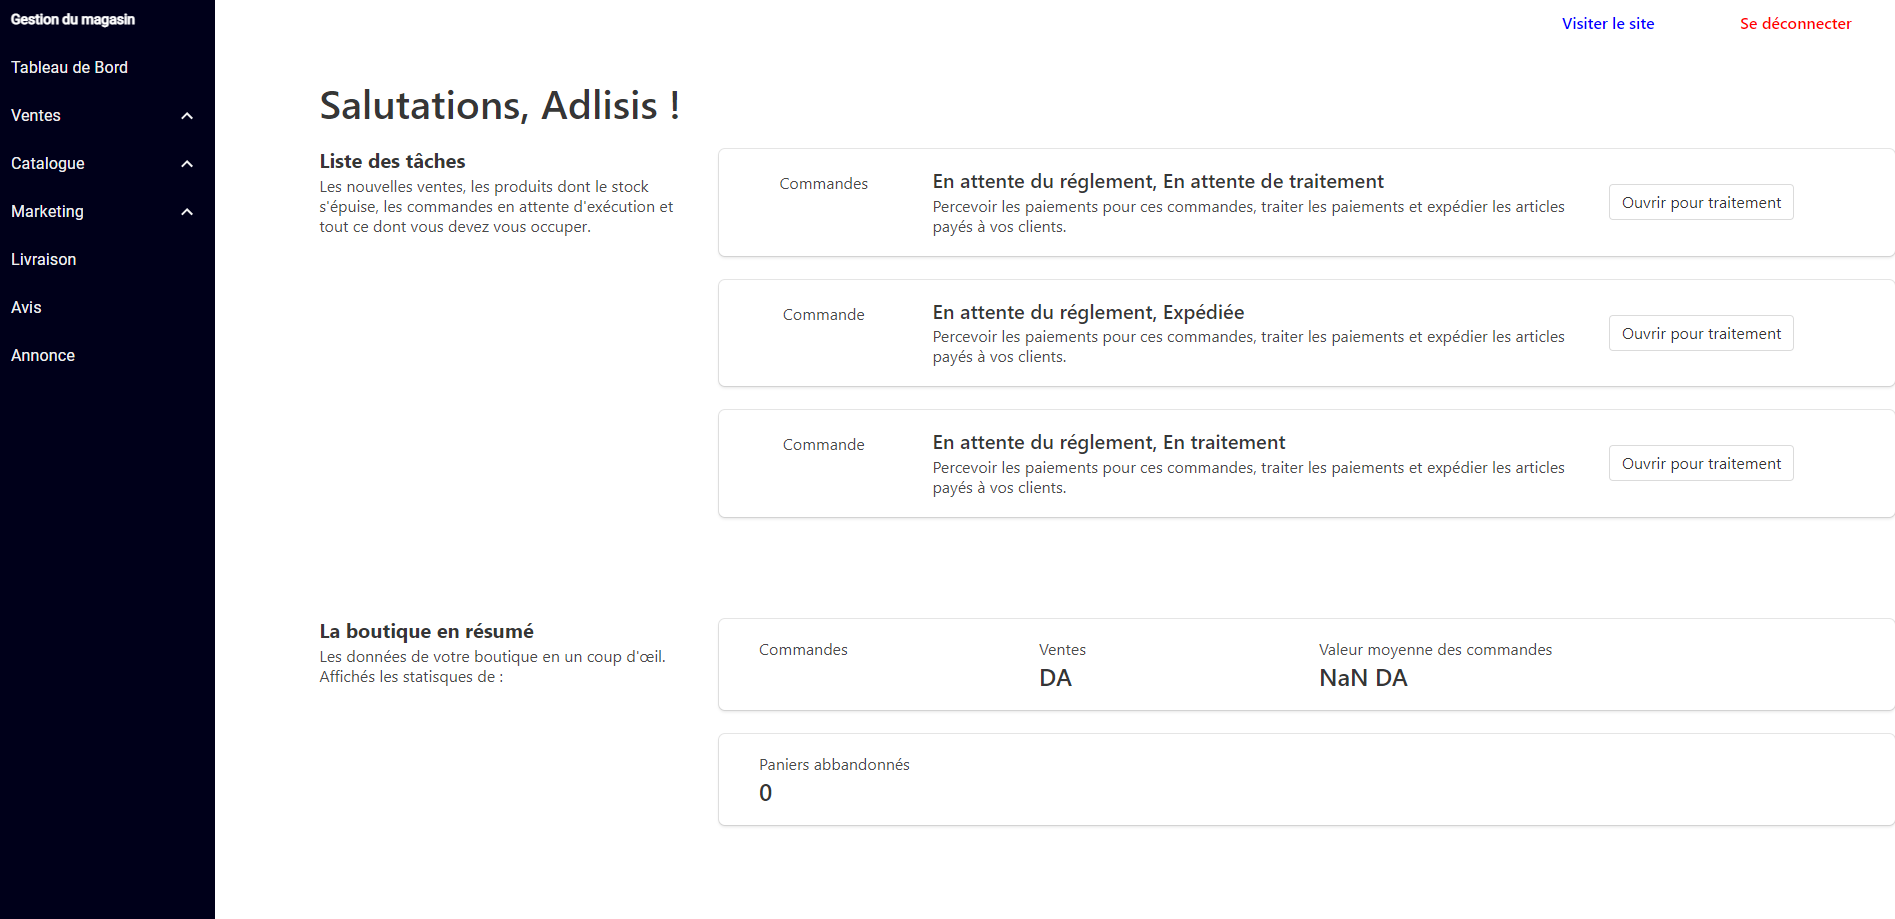 Gestion du magasin
Tableau de Bord
Ventes
Catalogue
Marketing
Livraison
Avis
Annonce
Visiter le site
Se déconnecter
Salutations, Adlisis !
Liste des tâches
Les nouvelles ventes, les produits dont le stock
s'épuise, les commandes en attente d'exécution et
tout ce dont vous devez vous occuper.
Commandes
En attente du réglement, En attente de traitement
Percevoir les paiements pour ces commandes, traiter les paiements et expédier les articles
payés à vos clients.
Ouvrir pour traitement
Commande
En attente du réglement, Expédiée
Percevoir les paiements pour ces commandes, traiter les paiements et expédier les articles
payés à vos clients.
Ouvrir pour traitement
Commande
En attente du réglement, En traitement
Percevoir les paiements pour ces commandes, traiter les paiements et expédier les articles
payés à vos clients.
Ouvrir pour traitement
La boutique en résumé
Les données de votre boutique en un coup d'œil.
Affichés les statisques de :
Commandes
Ventes
DA
Valeur moyenne des commandes
NaN DA
Paniers abbandonnés
0